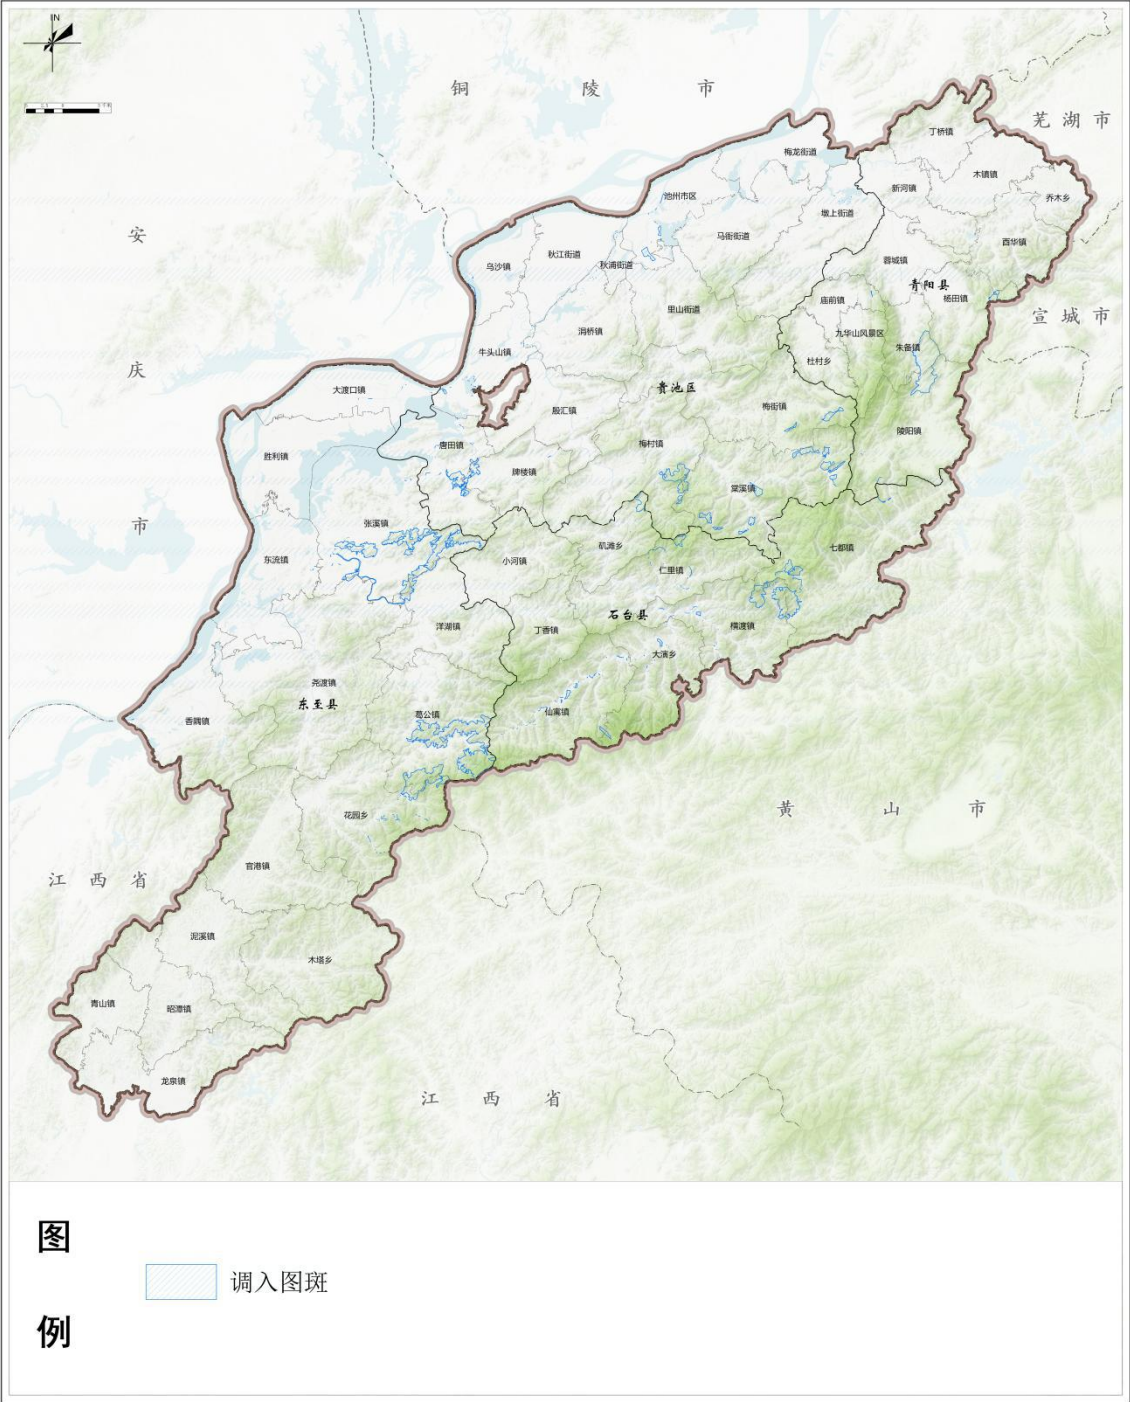 IN
铜 陵 市
芜湖市
丁桥镇
梅龙街道
木镇镇
新河镇
池州市区
乔木乡
墩上街道
安
马衙街道
酉华镇
秋江街道
蓉城镇
秋浦街道
乌沙镇
青阳县
杨田镇
庙前镇
里山街道
宣城市
涓桥镇
九华山风景区
朱备镇
牛头山镇
杜村乡
庆
贵池区
大渡口镇
梅街镇
殷汇镇
陵阳镇
唐田镇
梅村镇
胜利镇
牌楼镇
棠溪镇
张溪镇
市
矶滩乡
七都镇
东流镇
小河镇
仁里镇
石台县
洋湖镇
丁香镇
横渡镇
大演乡
尧渡镇
东至县
仙寓镇
葛公镇
香隅镇
黄 山 市
花园乡
官港镇
江西省
泥溪镇
木塔乡
青山镇
昭潭镇
龙泉镇
江 西 省
图
例
调入图斑